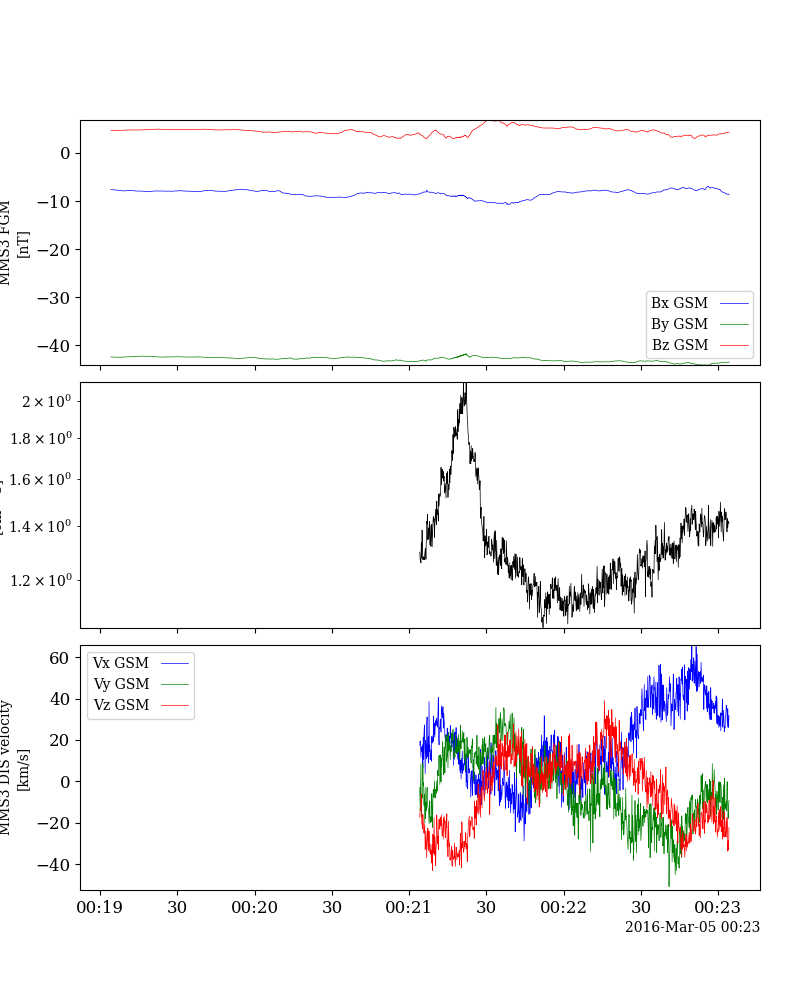 0
−10
−20
−30
−40
MMS3 FGM
[nT]
Bx GSM
By GSM
Bz GSM
2 × 10⁰
1.8 × 10⁰
1.6 × 10⁰
1.4 × 10⁰
1.2 × 10⁰
60
40
20
0
−20
−40
MMS3 DIS velocity
[km/s]
Vx GSM
Vy GSM
Vz GSM
00:19 30 00:20 30 00:21 30 00:22 30 00:23
2016-Mar-05 00:23